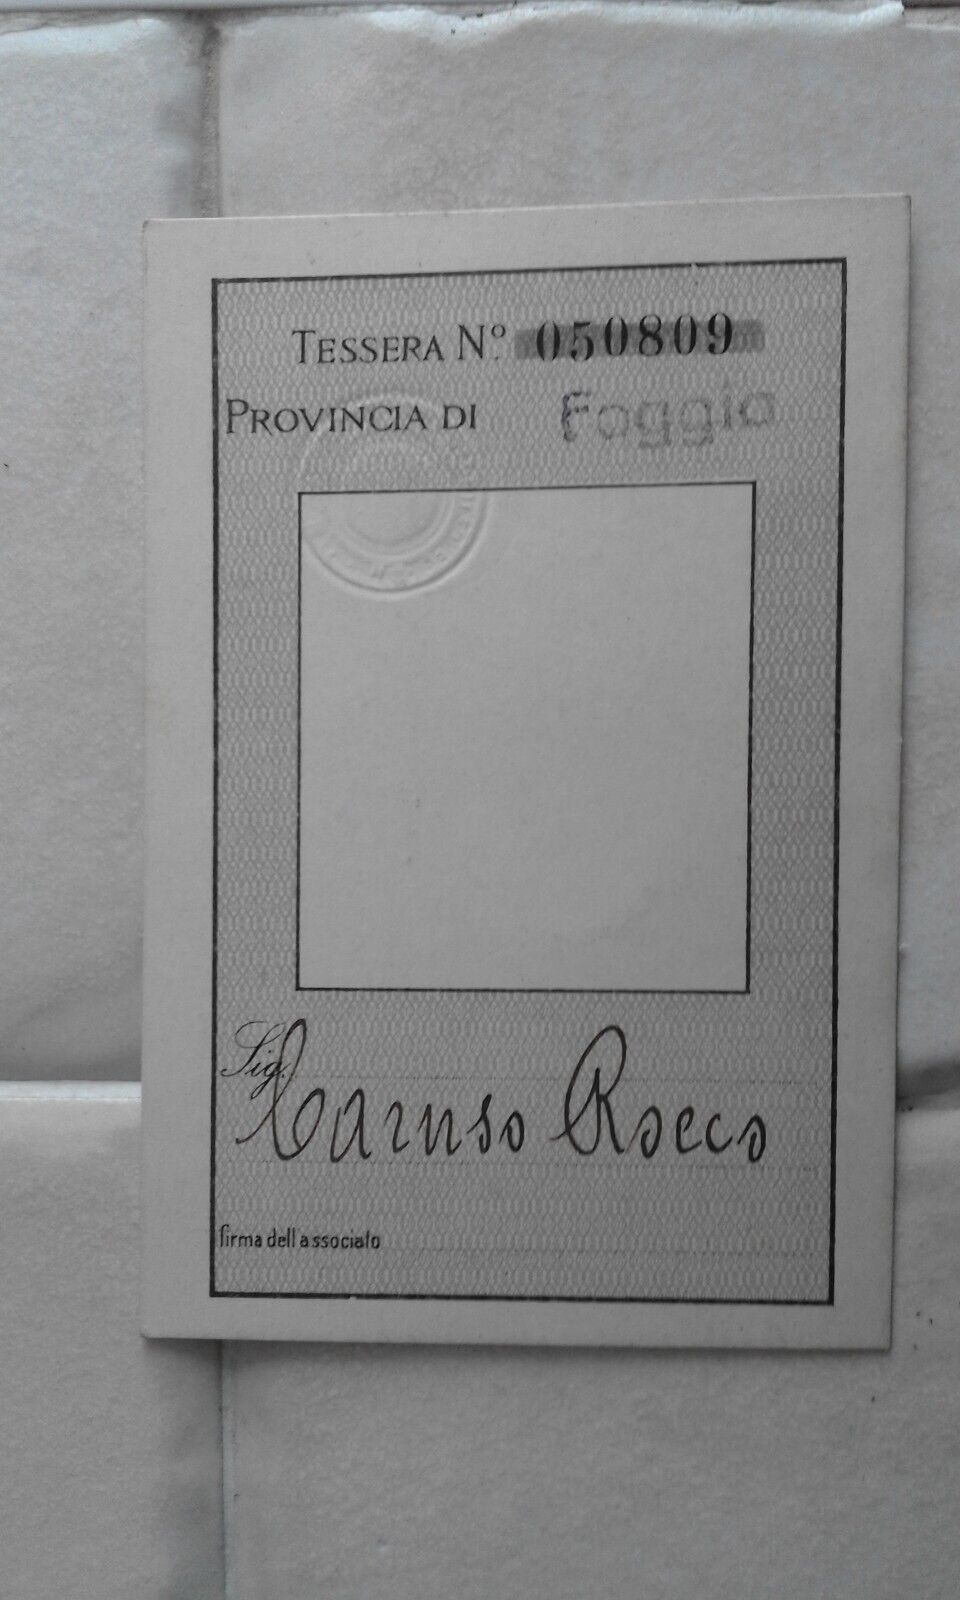 TESSERA N.º 050809
PROVINCIA DI Foggia
Sig. Caruso Rocco
firma dell associato